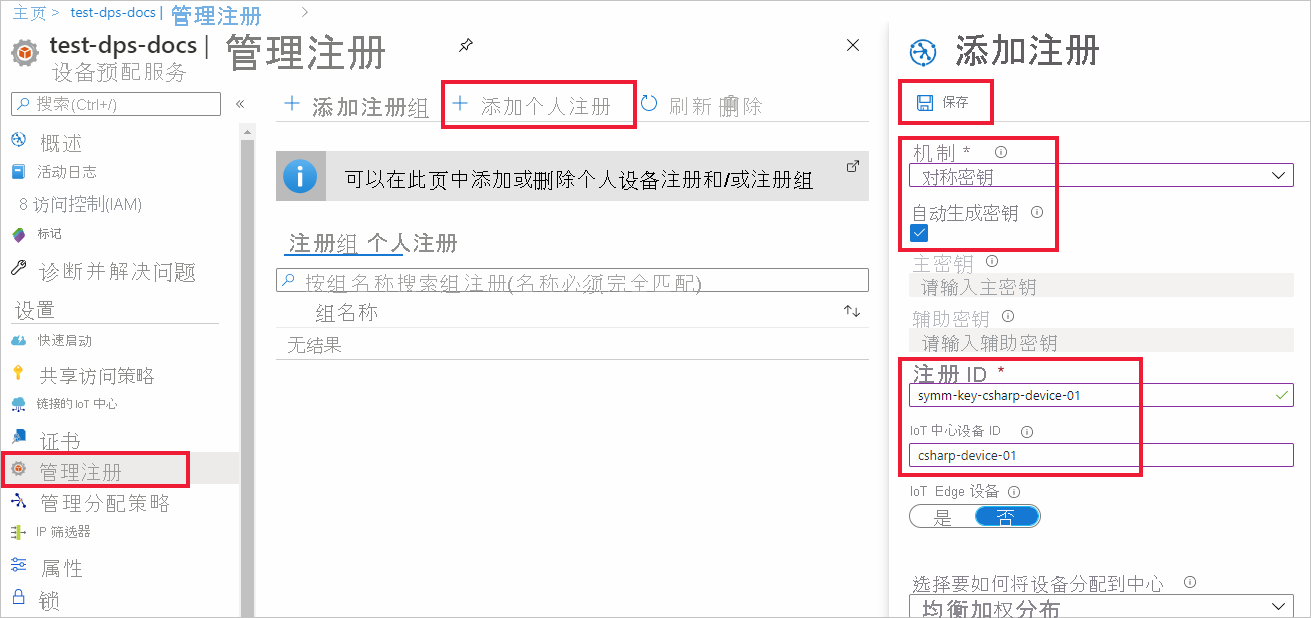 主页 > test-dps-docs | 管理注册 >
test-dps-docs | 管理注册
设备预配服务
搜索(Ctrl+/) «
概述
活动日志
8 访问控制(IAM)
标记
诊断并解决问题
设置
快速启动
共享访问策略
链接的 IoT 中心
证书
管理注册
管理分配策略
IP 筛选器
属性
锁
+ 添加注册组 + 添加个人注册 刷新 删除
可以在此页中添加或删除个人设备注册和/或注册组
注册组 个人注册
按组名称搜索组注册(名称必须完全匹配)
组名称
无结果
添加注册
保存
机制 *
对称密钥
自动生成密钥
主密钥
请输入主密钥
辅助密钥
请输入辅助密钥
注册 ID *
symm-key-csharp-device-01
IoT 中心设备 ID
csharp-device-01
IoT Edge 设备
是 否
选择要如何将设备分配到中心
均衡加权分布